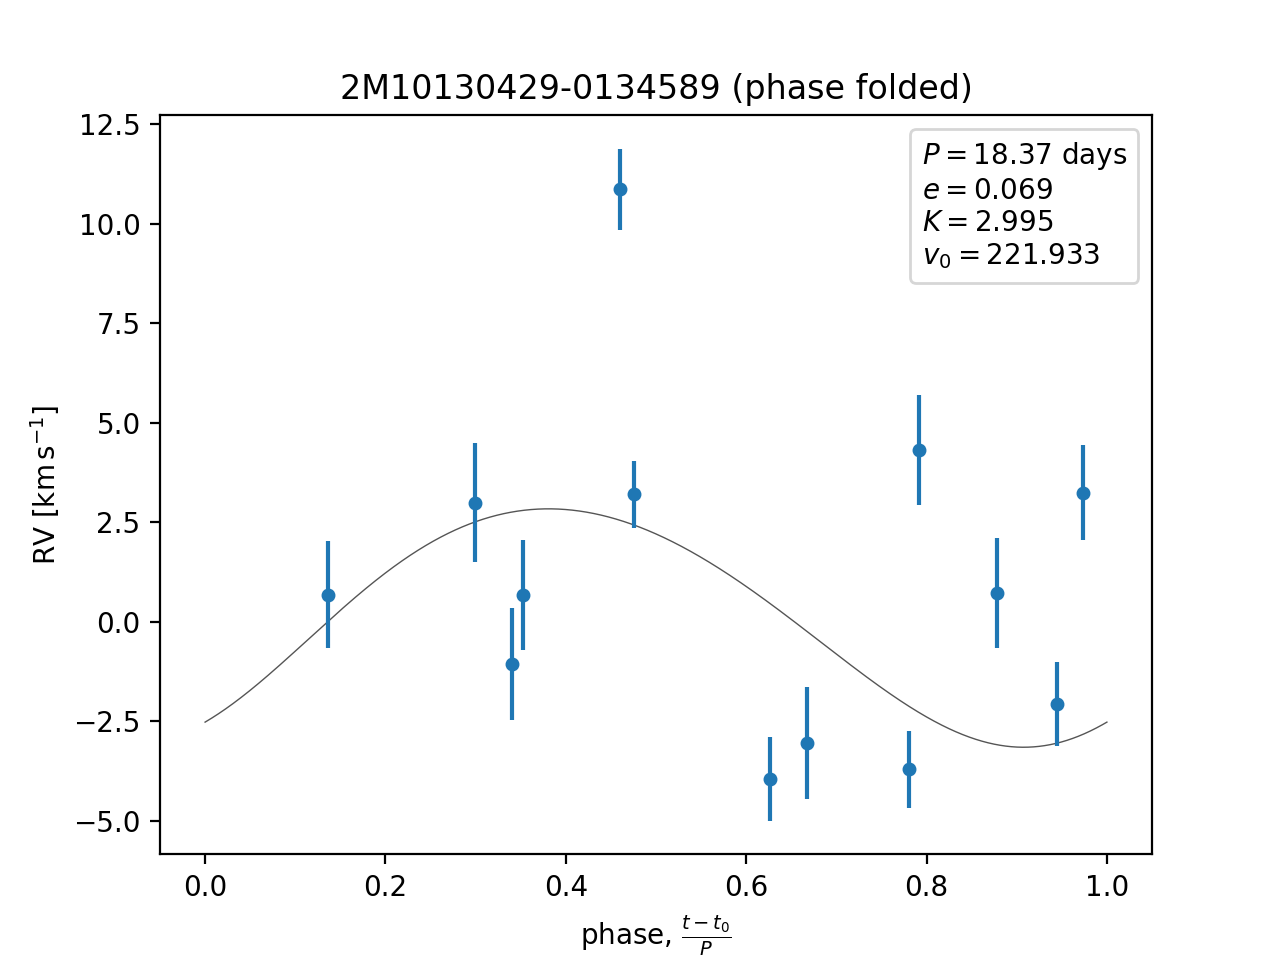 2M10130429-0134589 (phase folded)
P = 18.37 days
e = 0.069
K = 2.995
v₀ = 221.933
12.5
10.0
7.5
5.0
2.5
0.0
−2.5
−5.0
RV [km s⁻¹]
0.0 0.2 0.4 0.6 0.8 1.0
phase, (t − t₀)/P